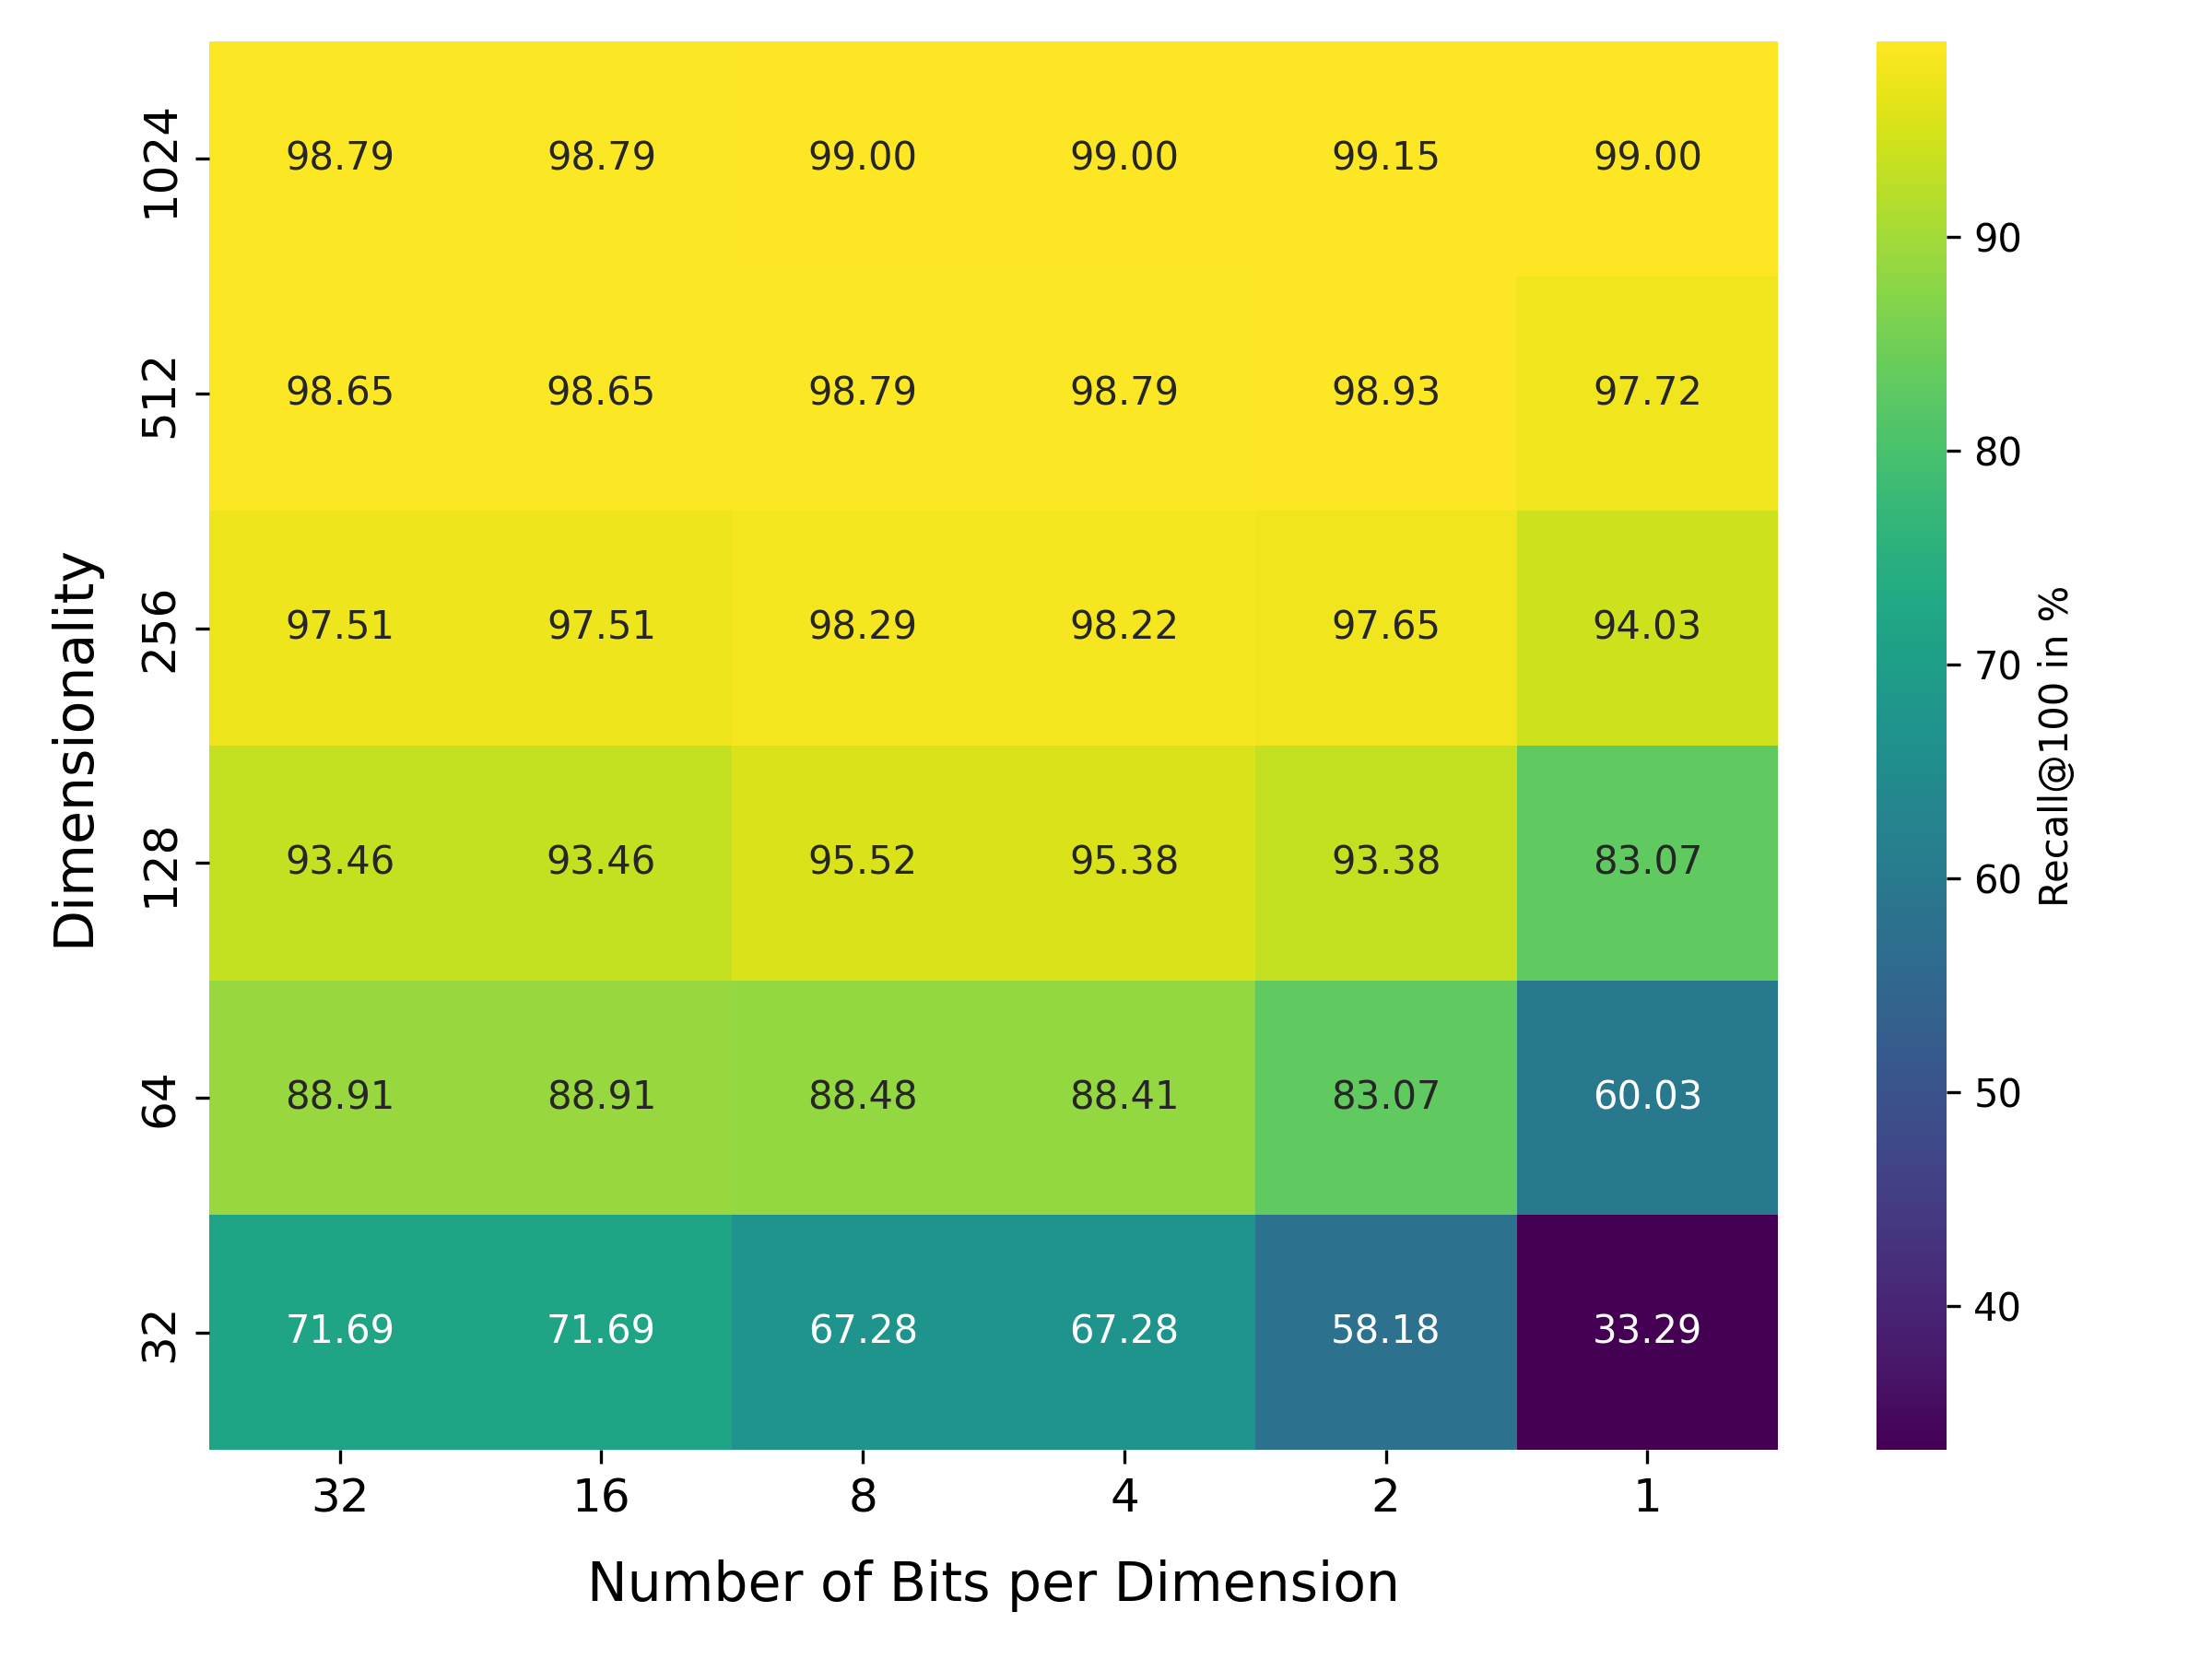 1024 98.79 98.79 99.00 99.00 99.15 99.00
512 98.65 98.65 98.79 98.79 98.93 97.72
256 97.51 97.51 98.29 98.22 97.65 94.03
128 93.46 93.46 95.52 95.38 93.38 83.07
64 88.91 88.91 88.48 88.41 83.07 60.03
32 71.69 71.69 67.28 67.28 58.18 33.29
32 16 8 4 2 1
Number of Bits per Dimension
Dimensionality
90
80
70
60
50
40
Recall@100 in %